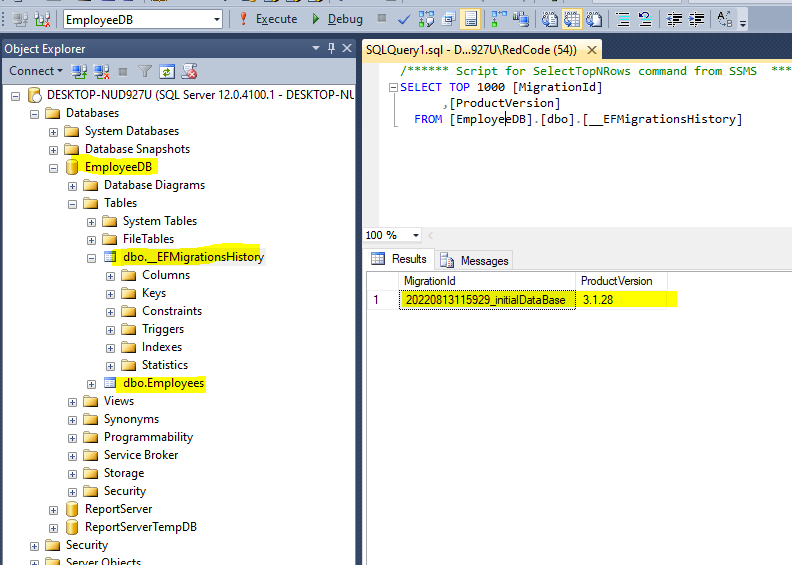 EmployeeDB
Execute
Debug
Object Explorer
Connect
DESKTOP-NUD927U (SQL Server 12.0.4100.1 - DESKTOP-NU
Databases
System Databases
Database Snapshots
EmployeeDB
Database Diagrams
Tables
System Tables
FileTables
dbo.__EFMigrationsHistory
Columns
Keys
Constraints
Triggers
Indexes
Statistics
dbo.Employees
Views
Synonyms
Programmability
Service Broker
Storage
Security
ReportServer
ReportServerTempDB
Security
Server Objects
SQLQuery1.sql - D...927U\RedCode (54))
/****** Script for SelectTopNRows command from SSMS ***
SELECT TOP 1000 [MigrationId]
,[ProductVersion]
FROM [EmployeeDB].[dbo].[__EFMigrationsHistory]
100 %
Results
Messages
MigrationId ProductVersion
1 20220813115929_initialDataBase 3.1.28